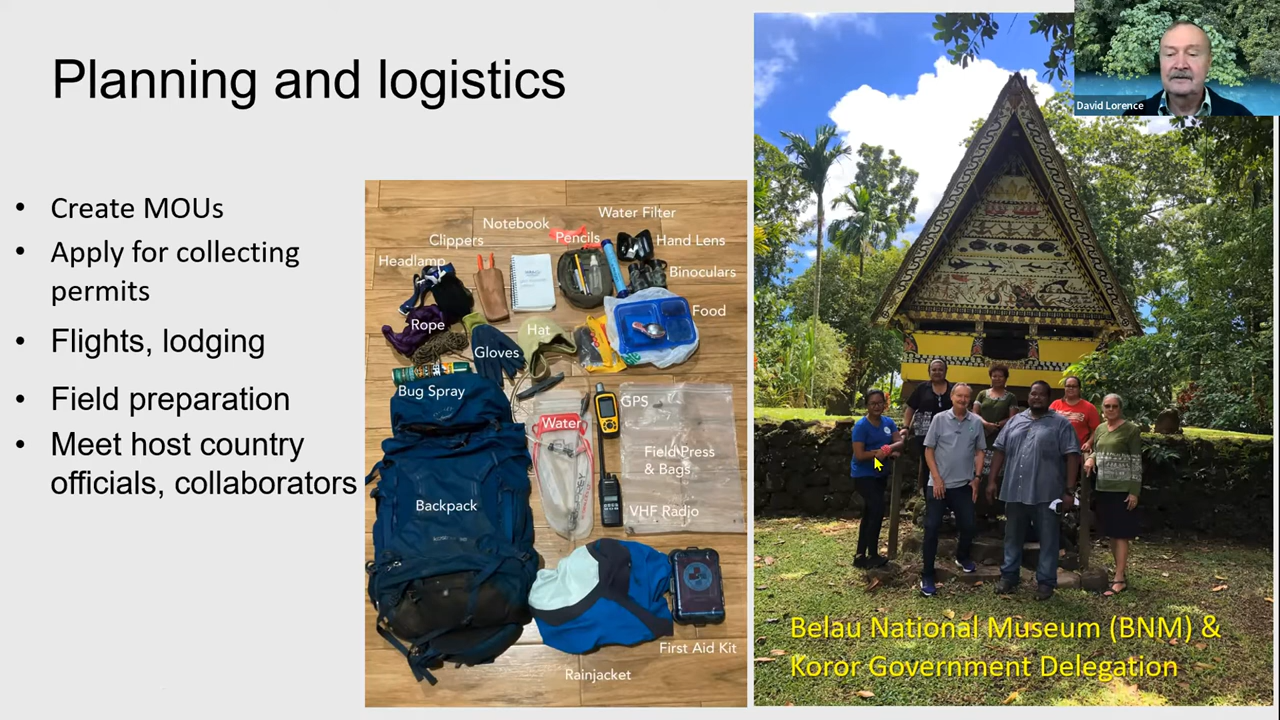 Planning and logistics
David Lorence
• Create MOUs
• Apply for collecting
permits
• Flights, lodging
• Field preparation
• Meet host country
officials, collaborators
Water Filter
Notebook
Pencils
Clippers
Hand Lens
Headlamp
Binoculars
Food
Rope
Hat
Gloves
Bug Spray
GPS
Water
Field Press
& Bags
Backpack
VHF Radio
First Aid Kit
Rainjacket
Belau National Museum (BNM) &
Koror Government Delegation